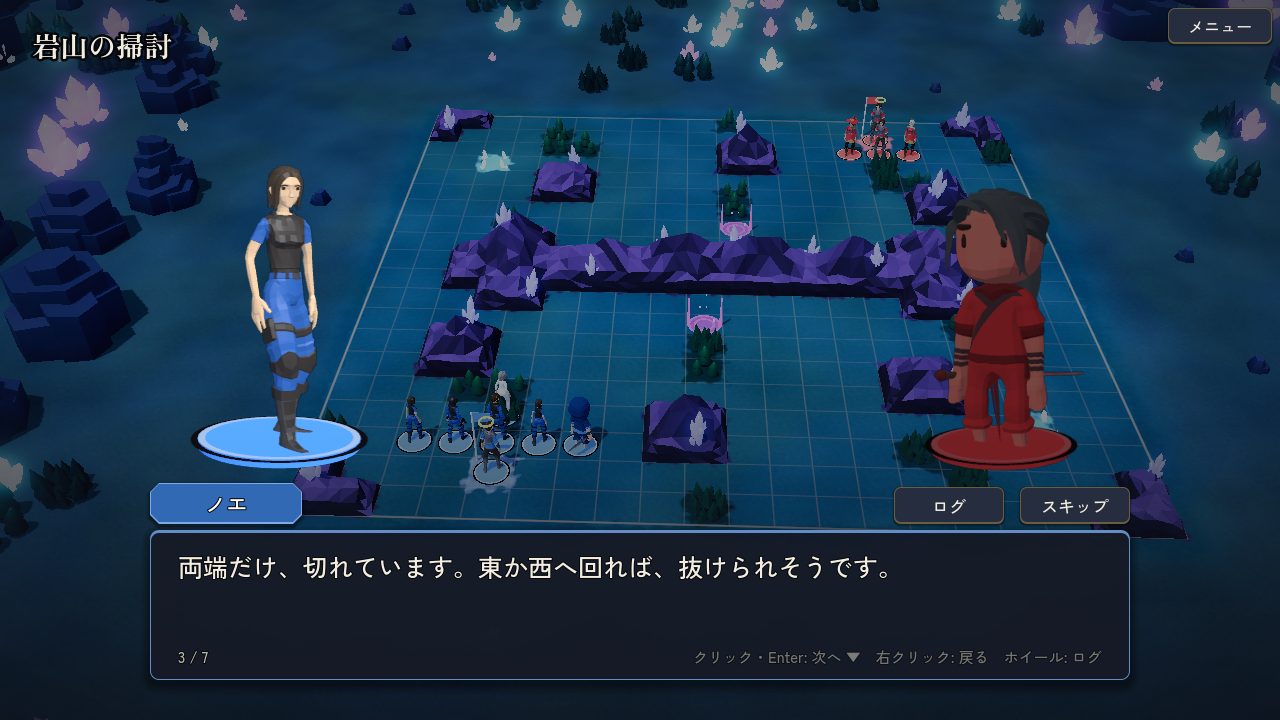 岩山の掃討
メニュー
ノエ
ログ
スキップ
両端だけ、切れています。東か西へ回れば、抜けられそうです。
3 / 7
クリック・Enter: 次へ ▼ 右クリック: 戻る ホイール: ログ